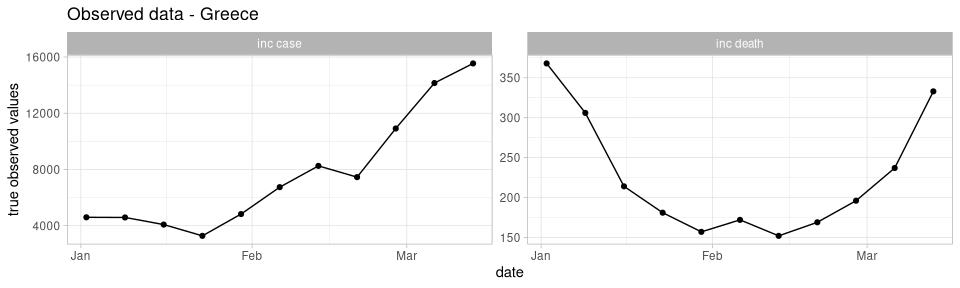 Observed data - Greece
inc case
inc death
true observed values
16000
12000
8000
4000
350
300
250
200
150
Jan
Feb
Mar
Jan
Feb
Mar
date